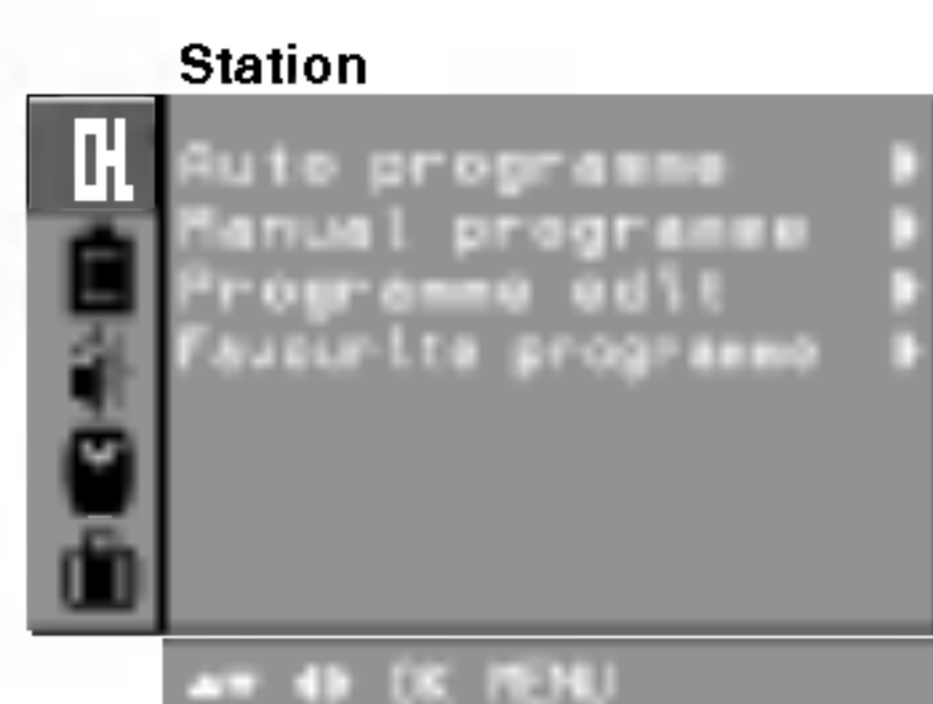 Station
CH
Auto programme
Manual programme
Programme edit
Favourite programme
OK MENU